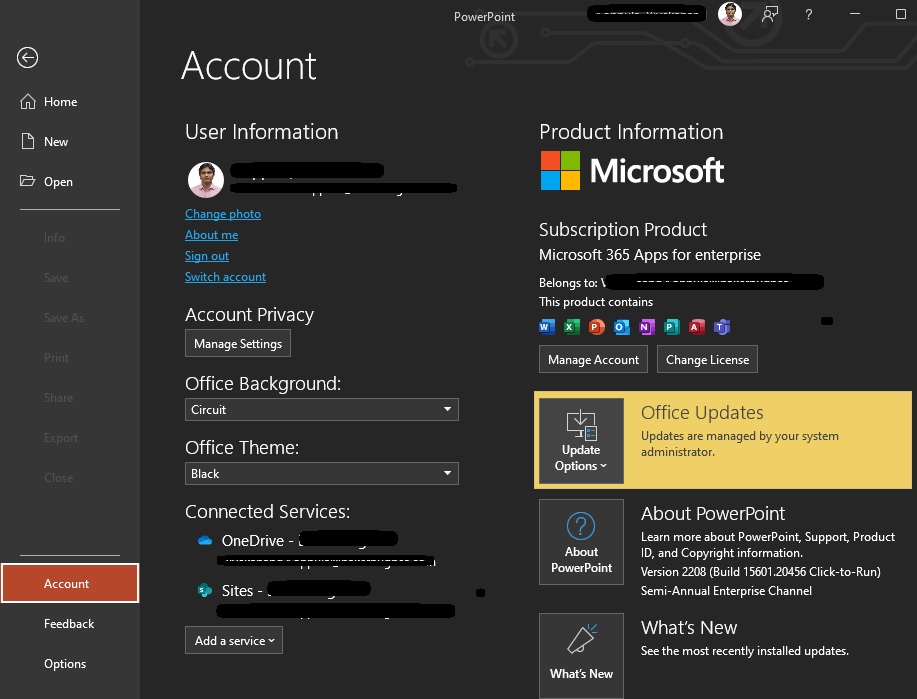 PowerPoint
?
Account
Home
New
Open
Info
Save
Save As
Print
Share
Export
Close
Account
Feedback
Options
User Information
Change photo
About me
Sign out
Switch account
Account Privacy
Manage Settings
Office Background:
Circuit
Office Theme:
Black
Connected Services:
OneDrive -
Sites -
Add a service
Product Information
Microsoft
Subscription Product
Microsoft 365 Apps for enterprise
Belongs to:
This product contains
W X P O N P A T
Manage Account Change License
Update
Options
Office Updates
Updates are managed by your system
administrator.
?
About
PowerPoint
About PowerPoint
Learn more about PowerPoint, Support, Product
ID, and Copyright information.
Version 2208 (Build 15601.20456 Click-to-Run)
Semi-Annual Enterprise Channel
What's New
What's New
See the most recently installed updates.